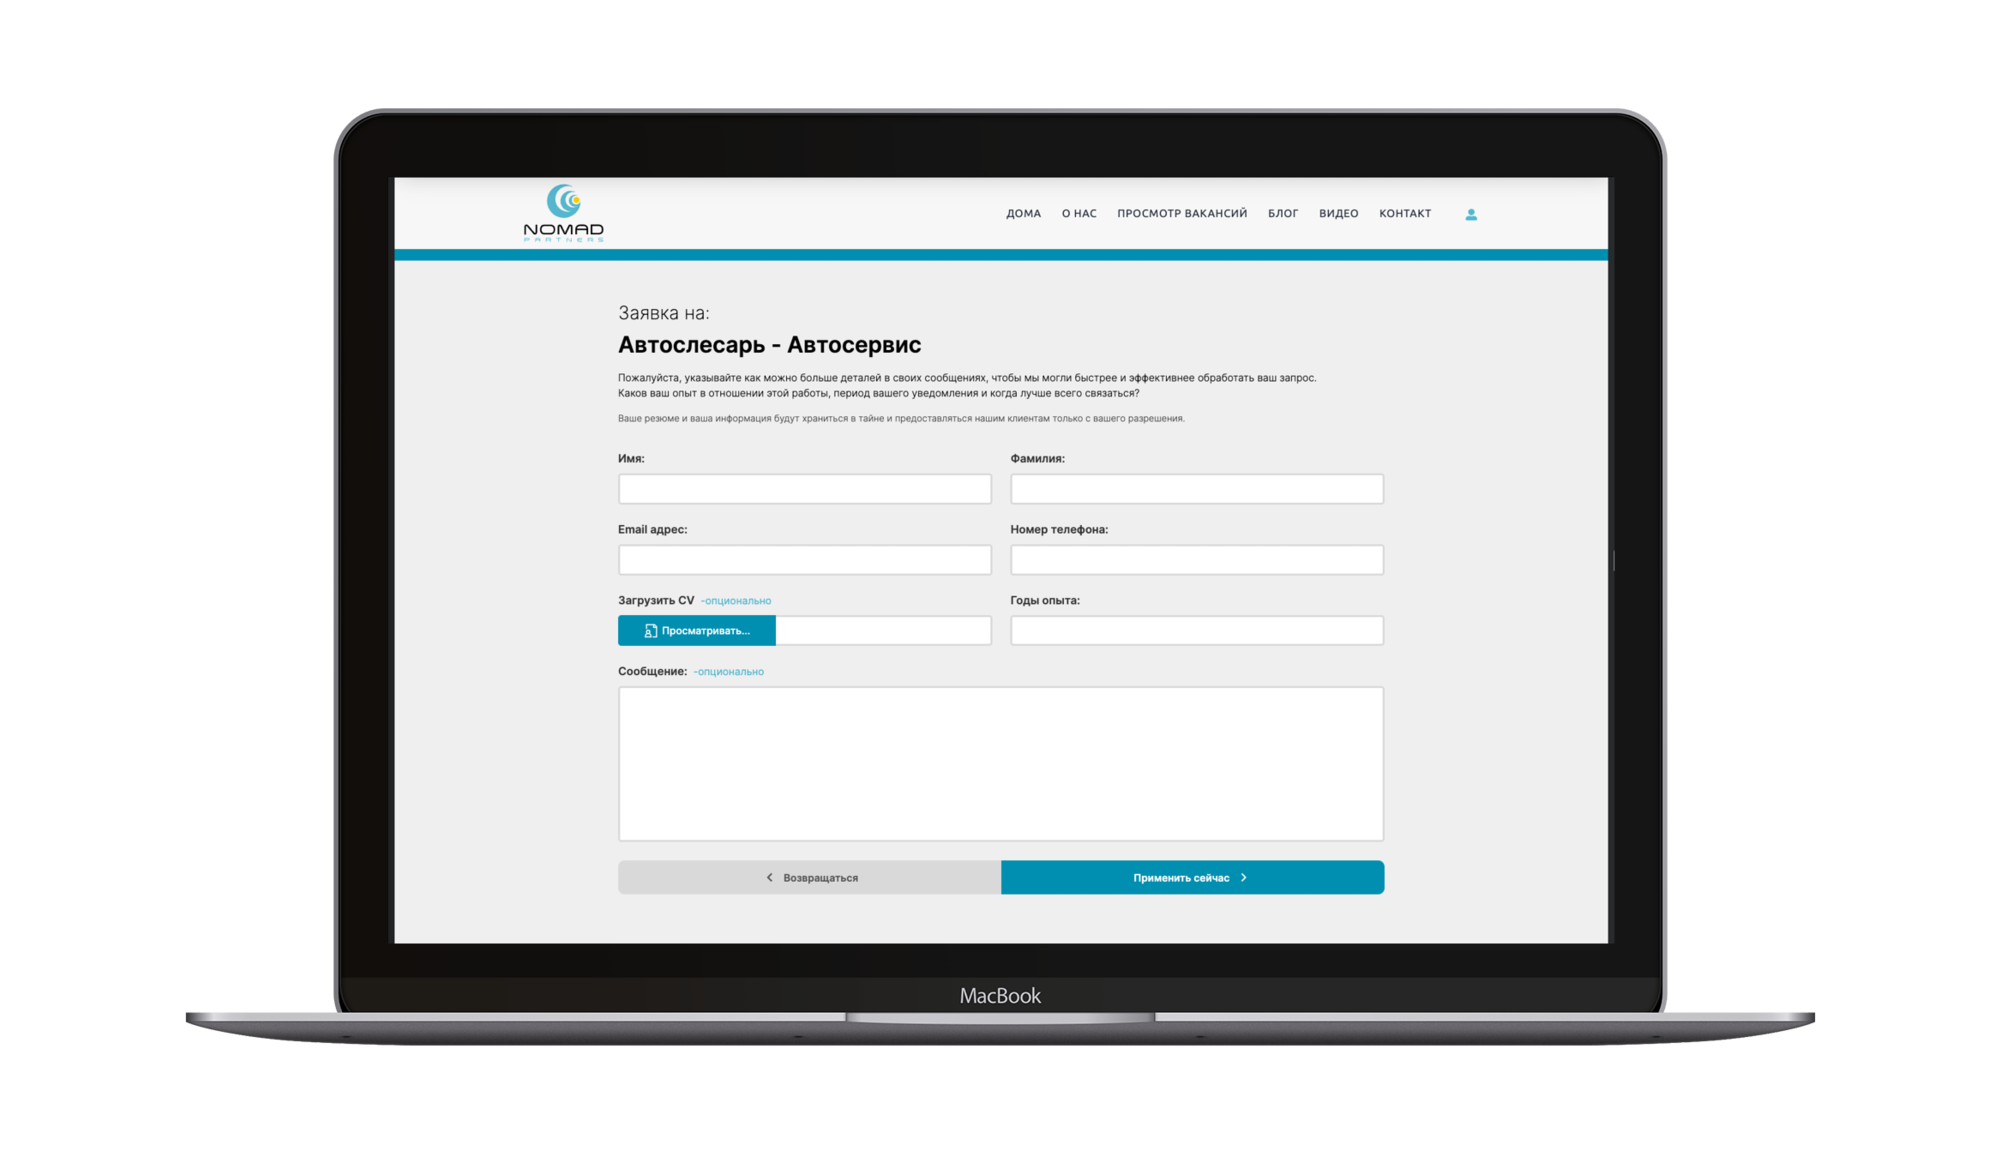 NOMAD
PARTNERS
ДОМА О НАС ПРОСМОТР ВАКАНСИЙ БЛОГ ВИДЕО КОНТАКТ
Заявка на:
Автослесарь - Автосервис
Пожалуйста, указывайте как можно больше деталей в своих сообщениях, чтобы мы могли быстрее и эффективнее обработать ваш запрос.
Каков ваш опыт в отношении этой работы, период вашего уведомления и когда лучше всего связаться?
Ваше резюме и ваша информация будут храниться в тайне и предоставляться нашим клиентам только с вашего разрешения.
Имя: Фамилия:
Email адрес: Номер телефона:
Загрузить CV -опционально Годы опыта:
Просматривать...
Сообщение: -опционально
Возвращаться Применить сейчас
MacBook